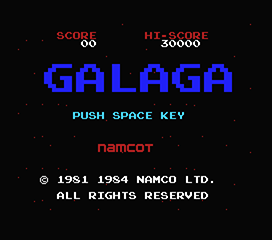 SCORE HI-SCORE
00 30000
GALAGA
PUSH SPACE KEY
namcot
© 1981 1984 NAMCO LTD.
ALL RIGHTS RESERVED